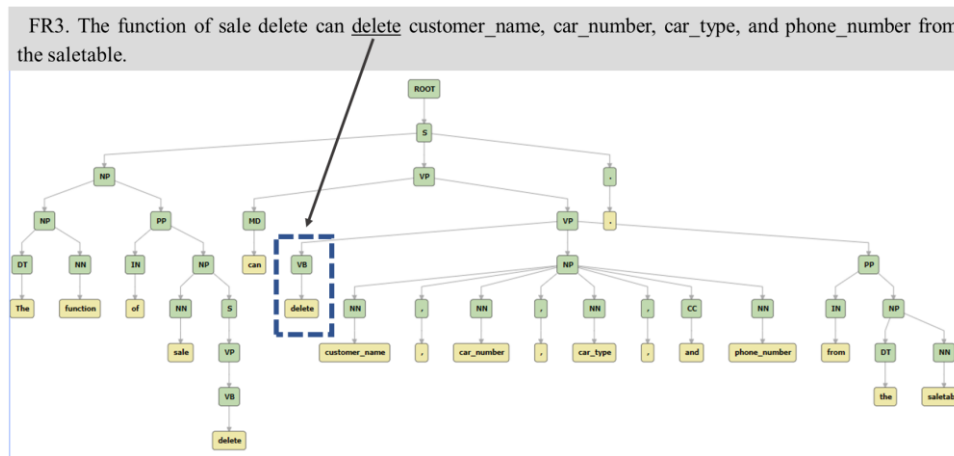 FR3. The function of sale delete can delete customer_name, car_number, car_type, and phone_number from
the saletable.
ROOT
S
NP VP .
NP PP MD VP .
DT NN IN NP can VB NP PP
The function of NN S delete NN , NN , NN , CC NN IN NP
sale VP customer_name , car_number , car_type , and phone_number from DT NN
VB the saletab
delete